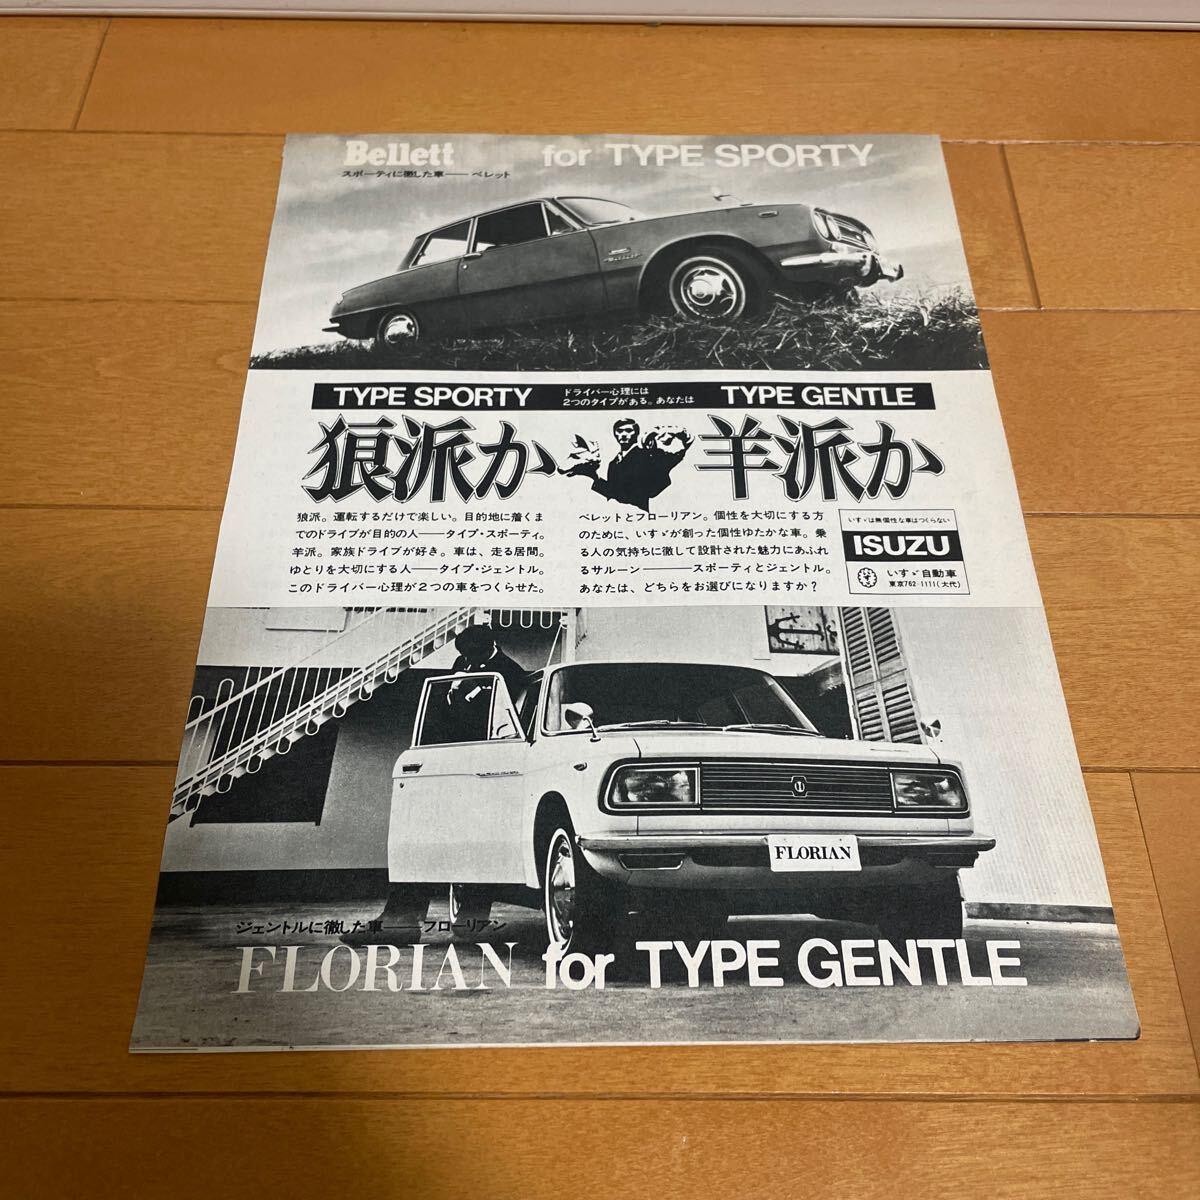 Bellett for TYPE SPORTY
スポーティに徹した車——ベレット
TYPE SPORTY
ドライバー心理には
2つのタイプがある。あなたは
TYPE GENTLE
狼派か
羊派か
狼派。運転するだけで楽しい。目的地に着くま
でのドライブが目的の人——タイプ・スポーティ。
羊派。家族ドライブが好き。車は、走る居間。
ゆとりを大切にする人——タイプ・ジェントル。
このドライバー心理が2つの車をつくらせた。
ベレットとフローリアン。個性を大切にする方
のために、いすゞが創った個性ゆたかな車。乗
る人の気持ちに徹して設計された魅力にあふれ
るサルーン———スポーティとジェントル。
あなたは、どちらをお選びになりますか？
いすゞは無個性な車はつくらない
ISUZU
いすゞ自動車
東京762-1111(大代)
FLORIAN
ジェントルに徹した車——フローリアン
FLORIAN for TYPE GENTLE